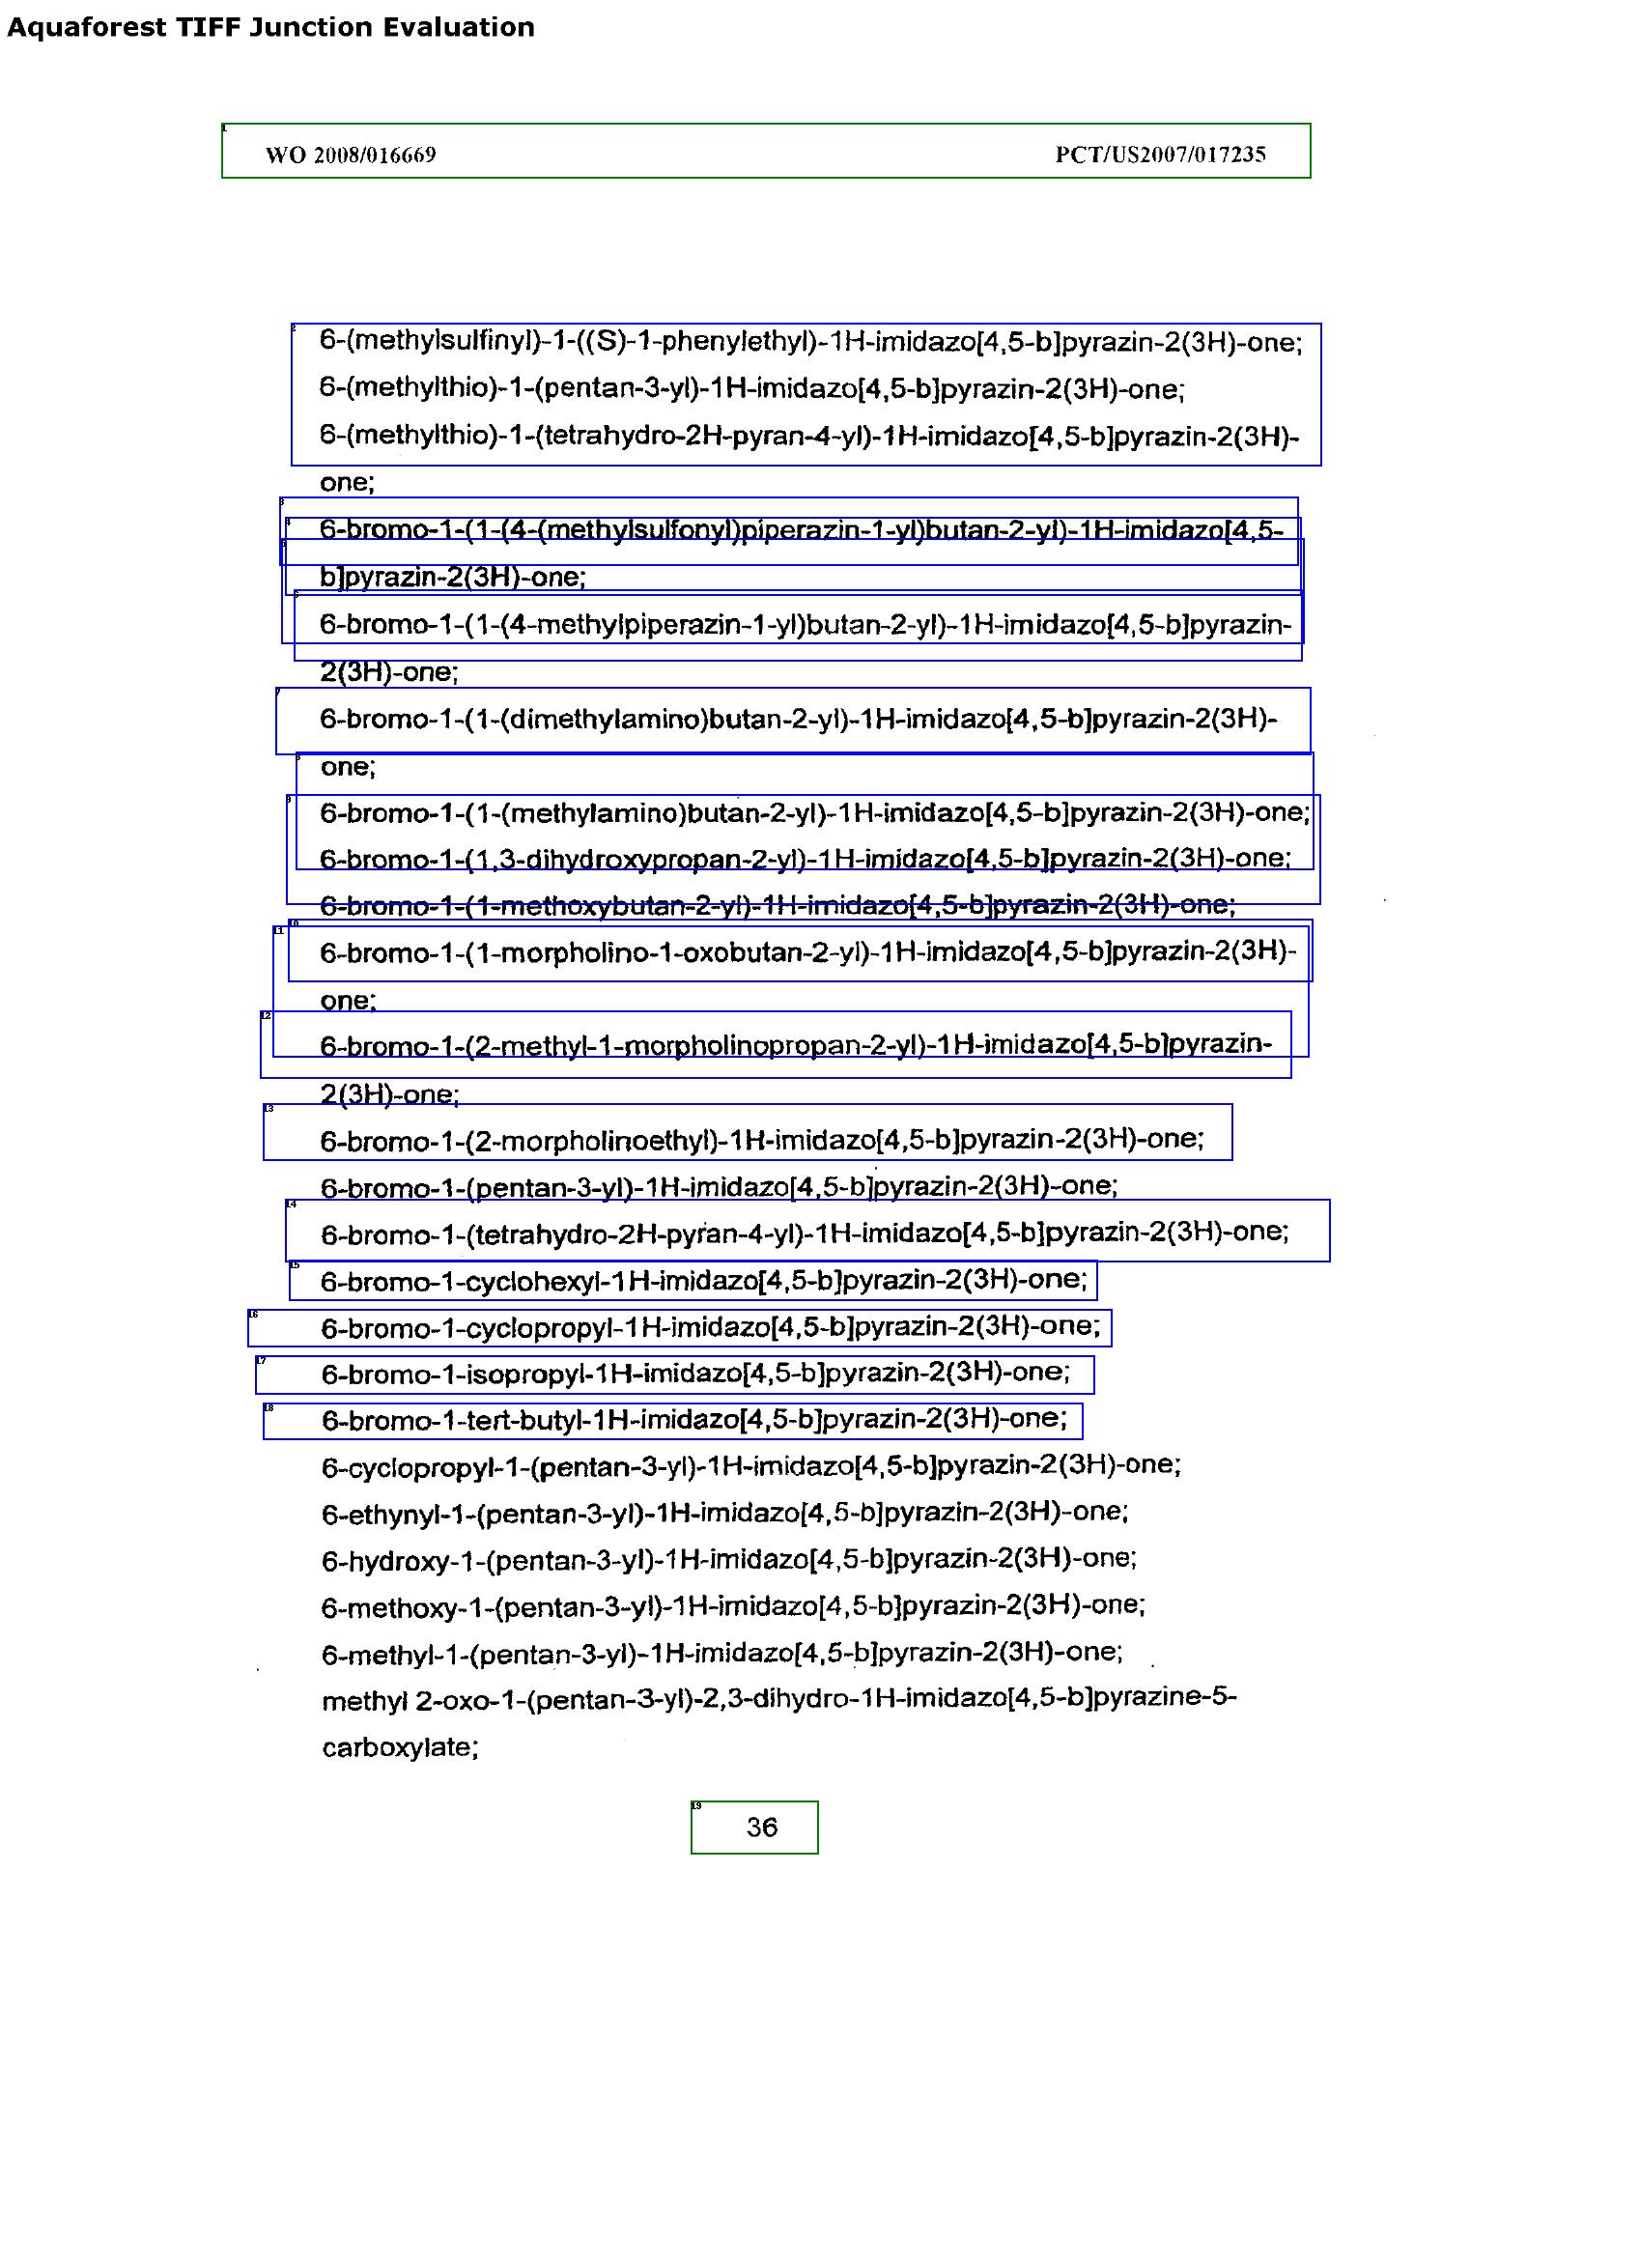 Aquaforest TIFF Junction Evaluation
1
WO 2008/016669 PCT/US2007/017235
2
6-(methylsulfinyl)-1-((S)-1-phenylethyl)-1H-imidazo[4,5-b]pyrazin-2(3H)-one;
6-(methylthio)-1-(pentan-3-yl)-1H-imidazo[4,5-b]pyrazin-2(3H)-one;
6-(methylthio)-1-(tetrahydro-2H-pyran-4-yl)-1H-imidazo[4,5-b]pyrazin-2(3H)-
one;
3
4
6-bromo-1-(1-(4-(methylsulfonyl)piperazin-1-yl)butan-2-yl)-1H-imidazo[4,5-
b]pyrazin-2(3H)-one;
6-bromo-1-(1-(4-methylpiperazin-1-yl)butan-2-yl)-1H-imidazo[4,5-b]pyrazin-
2(3H)-one;
7
6-bromo-1-(1-(dimethylamino)butan-2-yl)-1H-imidazo[4,5-b]pyrazin-2(3H)-
one;
9
6-bromo-1-(1-(methylamino)butan-2-yl)-1H-imidazo[4,5-b]pyrazin-2(3H)-one;
6-bromo-1-(1,3-dihydroxypropan-2-yl)-1H-imidazo[4,5-b]pyrazin-2(3H)-one;
6-bromo-1-(1-methoxybutan-2-yl)-1H-imidazo[4,5-b]pyrazin-2(3H)-one;
10
11
6-bromo-1-(1-morpholino-1-oxobutan-2-yl)-1H-imidazo[4,5-b]pyrazin-2(3H)-
one;
12
6-bromo-1-(2-methyl-1-morpholinopropan-2-yl)-1H-imidazo[4,5-b]pyrazin-
2(3H)-one;
13
6-bromo-1-(2-morpholinoethyl)-1H-imidazo[4,5-b]pyrazin-2(3H)-one;
6-bromo-1-(pentan-3-yl)-1H-imidazo[4,5-b]pyrazin-2(3H)-one;
14
6-bromo-1-(tetrahydro-2H-pyran-4-yl)-1H-imidazo[4,5-b]pyrazin-2(3H)-one;
15
6-bromo-1-cyclohexyl-1H-imidazo[4,5-b]pyrazin-2(3H)-one;
16
6-bromo-1-cyclopropyl-1H-imidazo[4,5-b]pyrazin-2(3H)-one;
17
6-bromo-1-isopropyl-1H-imidazo[4,5-b]pyrazin-2(3H)-one;
18
6-bromo-1-tert-butyl-1H-imidazo[4,5-b]pyrazin-2(3H)-one;
6-cyclopropyl-1-(pentan-3-yl)-1H-imidazo[4,5-b]pyrazin-2(3H)-one;
6-ethynyl-1-(pentan-3-yl)-1H-imidazo[4,5-b]pyrazin-2(3H)-one;
6-hydroxy-1-(pentan-3-yl)-1H-imidazo[4,5-b]pyrazin-2(3H)-one;
6-methoxy-1-(pentan-3-yl)-1H-imidazo[4,5-b]pyrazin-2(3H)-one;
6-methyl-1-(pentan-3-yl)-1H-imidazo[4,5-b]pyrazin-2(3H)-one;
methyl 2-oxo-1-(pentan-3-yl)-2,3-dihydro-1H-imidazo[4,5-b]pyrazine-5-
carboxylate;
19
36